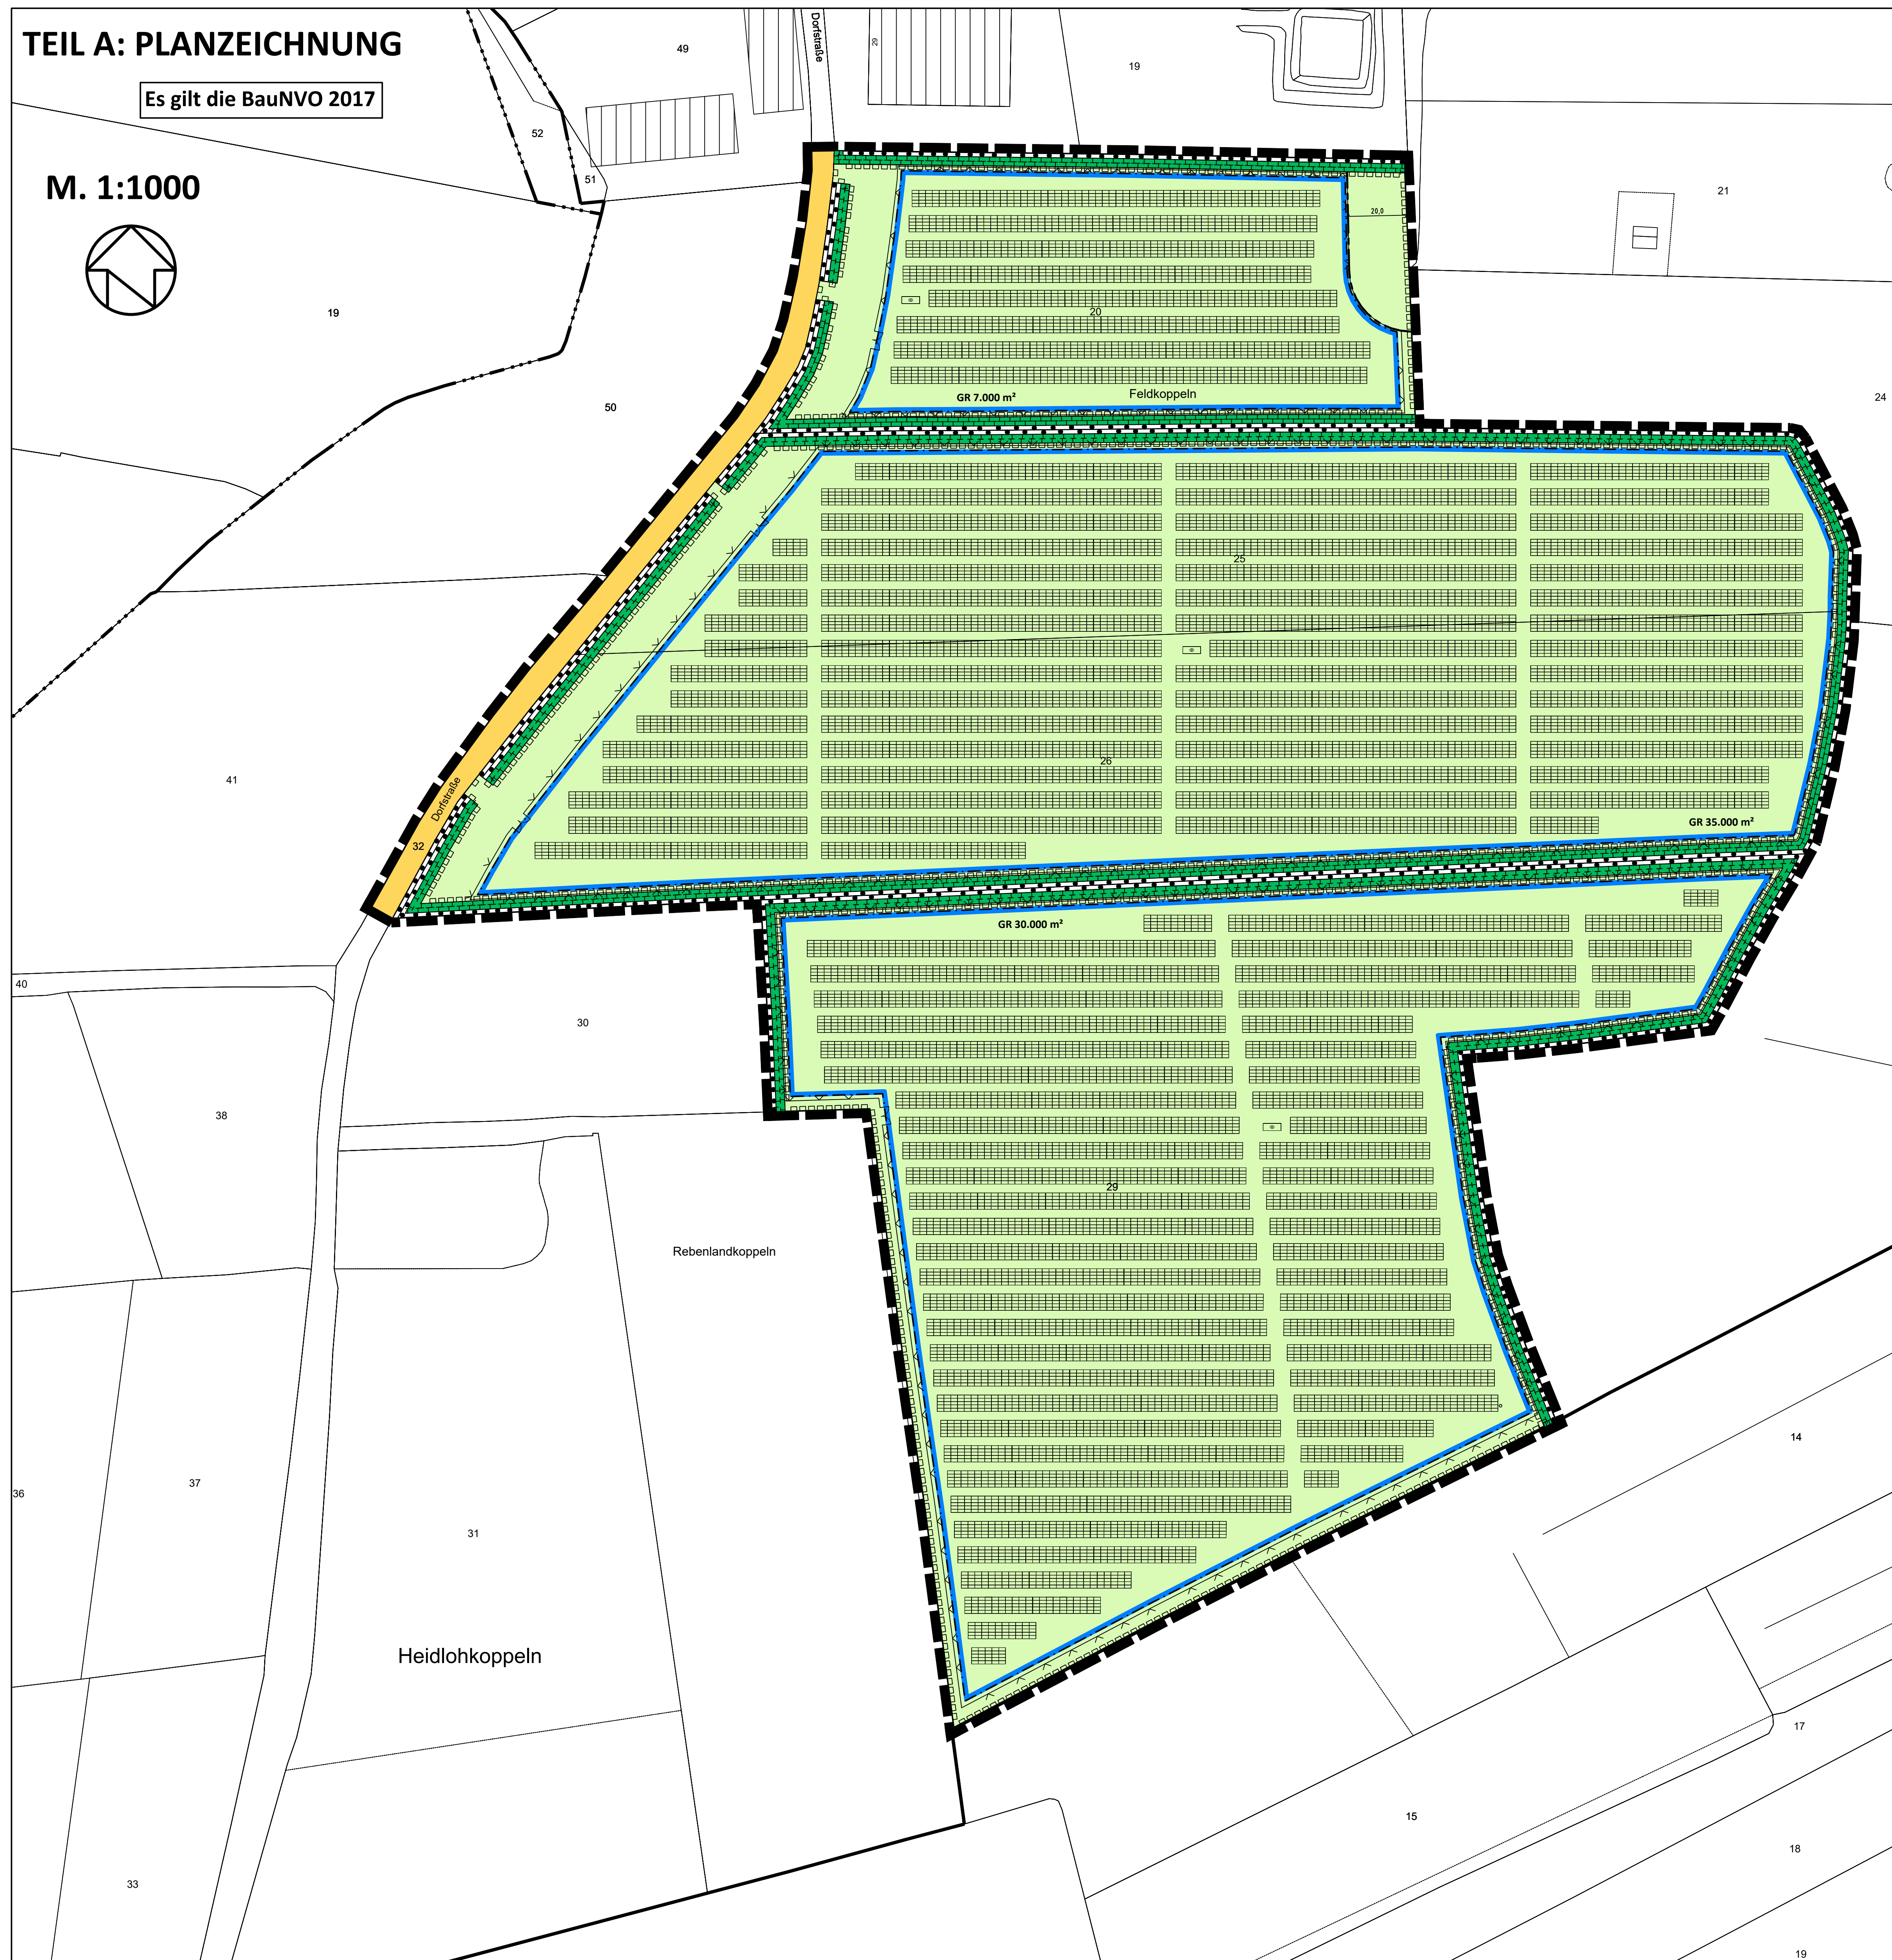 TEIL A: PLANZEICHNUNG
Es gilt die BauNVO 2017
M. 1:1000
49
Dorfstraße
29
19
52
51
21
20,0
19
20
50
GR 7.000 m²
Feldkoppeln
24
25
26
41
Dorfstraße
32
GR 35.000 m²
GR 30.000 m²
40
30
38
29
Rebenlandkoppeln
14
37
36
31
Heidlohkoppeln
17
15
18
33
19